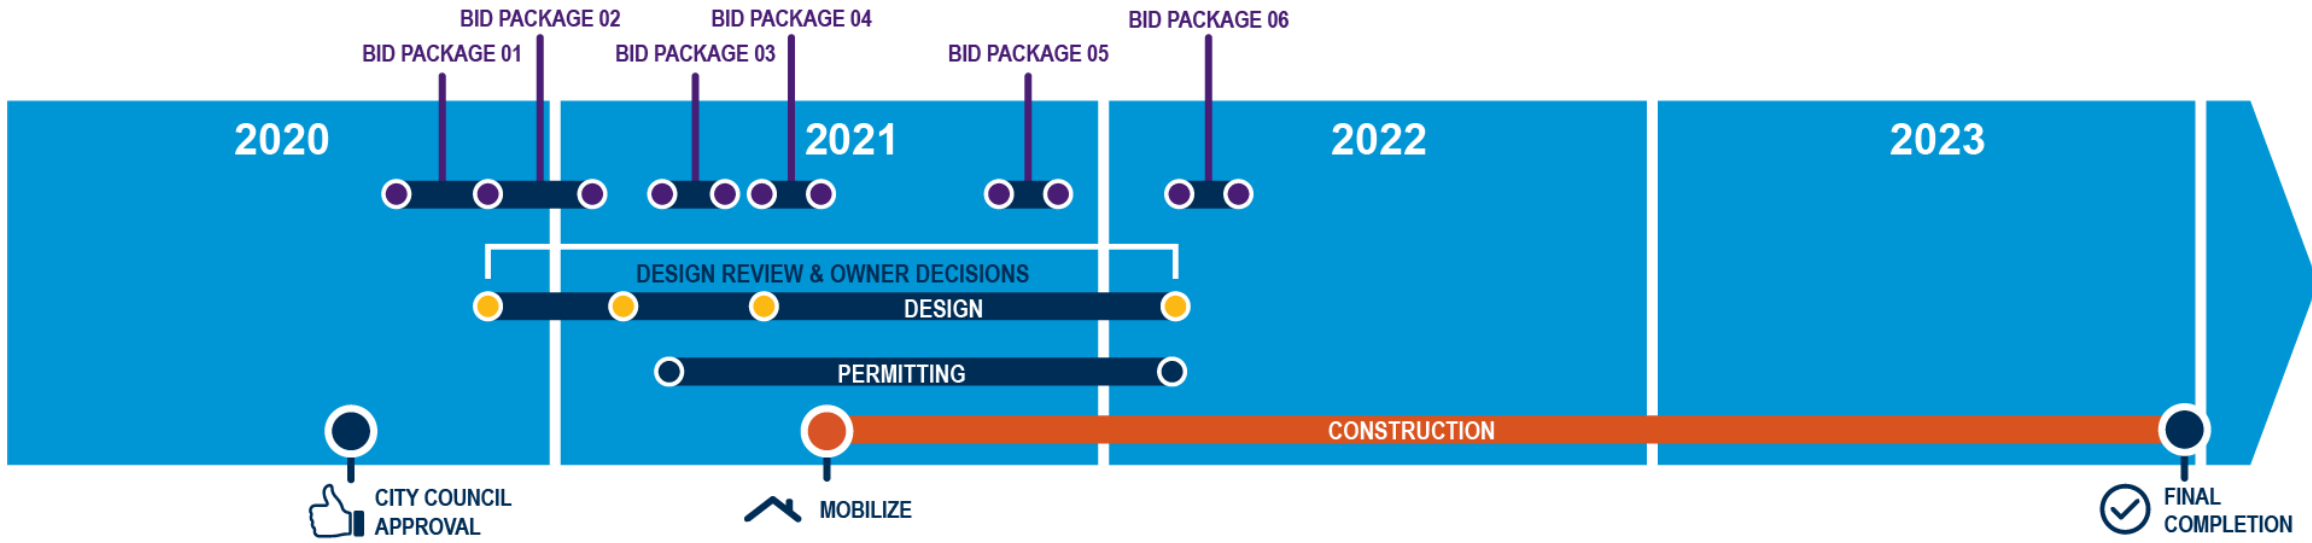 BID PACKAGE 02
BID PACKAGE 04
BID PACKAGE 06
BID PACKAGE 01
BID PACKAGE 03
BID PACKAGE 05
2020
2021
2022
2023
DESIGN REVIEW & OWNER DECISIONS
DESIGN
PERMITTING
CONSTRUCTION
CITY COUNCIL
APPROVAL
MOBILIZE
FINAL
COMPLETION